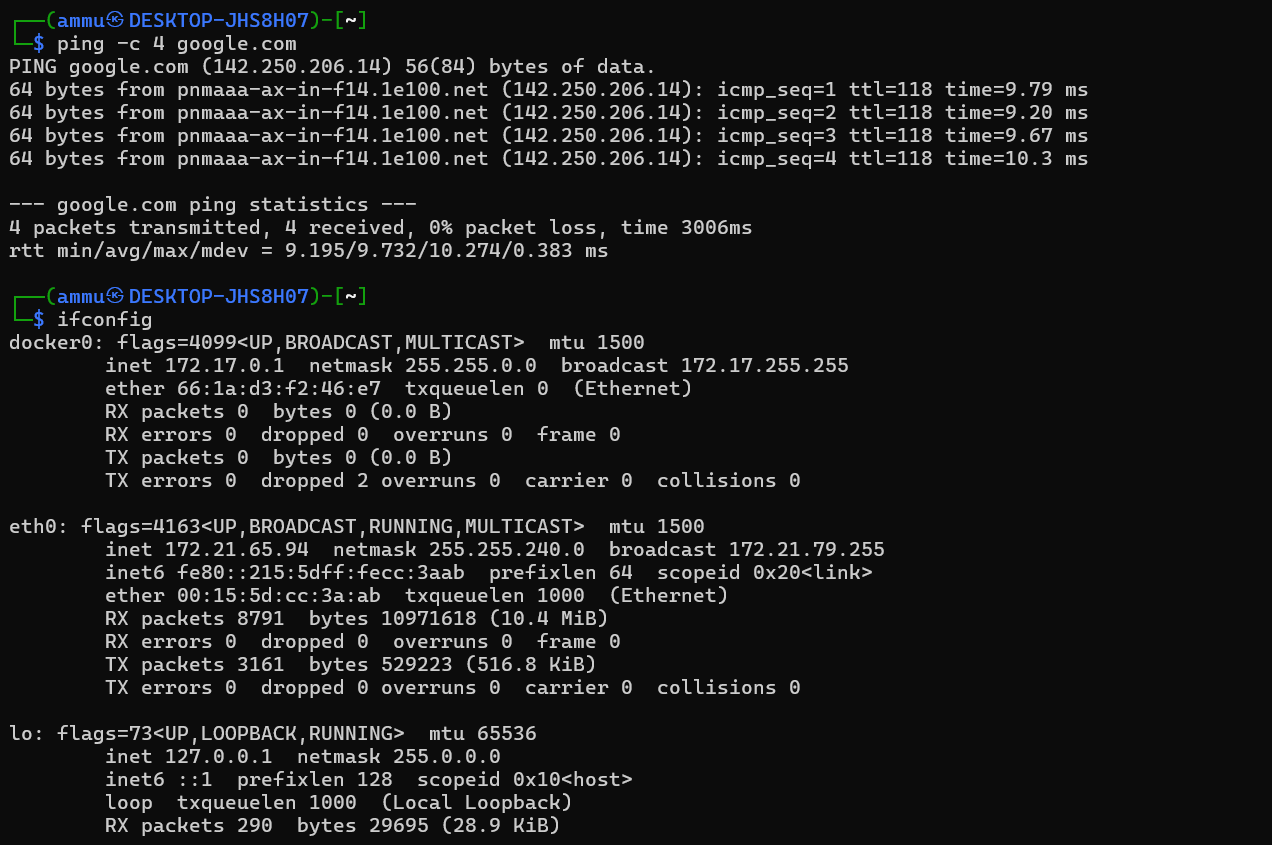 ┌──(ammu㉿DESKTOP-JHS8H07)-[~]
└─$ ping -c 4 google.com
PING google.com (142.250.206.14) 56(84) bytes of data.
64 bytes from pnmaaa-ax-in-f14.1e100.net (142.250.206.14): icmp_seq=1 ttl=118 time=9.79 ms
64 bytes from pnmaaa-ax-in-f14.1e100.net (142.250.206.14): icmp_seq=2 ttl=118 time=9.20 ms
64 bytes from pnmaaa-ax-in-f14.1e100.net (142.250.206.14): icmp_seq=3 ttl=118 time=9.67 ms
64 bytes from pnmaaa-ax-in-f14.1e100.net (142.250.206.14): icmp_seq=4 ttl=118 time=10.3 ms

--- google.com ping statistics ---
4 packets transmitted, 4 received, 0% packet loss, time 3006ms
rtt min/avg/max/mdev = 9.195/9.732/10.274/0.383 ms

┌──(ammu㉿DESKTOP-JHS8H07)-[~]
└─$ ifconfig
docker0: flags=4099<UP,BROADCAST,MULTICAST>  mtu 1500
        inet 172.17.0.1  netmask 255.255.0.0  broadcast 172.17.255.255
        ether 66:1a:d3:f2:46:e7  txqueuelen 0  (Ethernet)
        RX packets 0  bytes 0 (0.0 B)
        RX errors 0  dropped 0  overruns 0  frame 0
        TX packets 0  bytes 0 (0.0 B)
        TX errors 0  dropped 2 overruns 0  carrier 0  collisions 0

eth0: flags=4163<UP,BROADCAST,RUNNING,MULTICAST>  mtu 1500
        inet 172.21.65.94  netmask 255.255.240.0  broadcast 172.21.79.255
        inet6 fe80::215:5dff:fecc:3aab  prefixlen 64  scopeid 0x20<link>
        ether 00:15:5d:cc:3a:ab  txqueuelen 1000  (Ethernet)
        RX packets 8791  bytes 10971618 (10.4 MiB)
        RX errors 0  dropped 0  overruns 0  frame 0
        TX packets 3161  bytes 529223 (516.8 KiB)
        TX errors 0  dropped 0 overruns 0  carrier 0  collisions 0

lo: flags=73<UP,LOOPBACK,RUNNING>  mtu 65536
        inet 127.0.0.1  netmask 255.0.0.0
        inet6 ::1  prefixlen 128  scopeid 0x10<host>
        loop  txqueuelen 1000  (Local Loopback)
        RX packets 290  bytes 29695 (28.9 KiB)